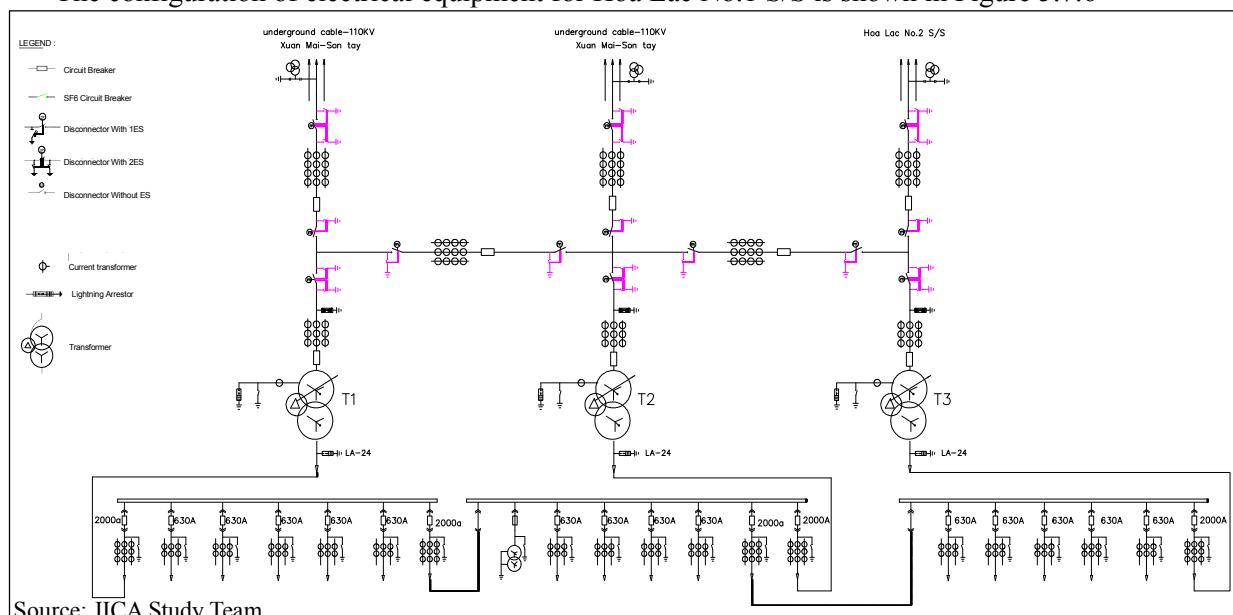 The configuration of electrical equipment for Hoa Lac No.1 S/S is shown in Figure
LEGEND :
Circuit Breaker
SF6 Circuit Breaker
Disconnector With 1ES
Disconnector With 2ES
Disconnector Without ES
Current transformer
Lightning Arrestor
Transformer
underground cable-110KV
Xuan Mai-Son tay
underground cable-110KV
Xuan Mai-Son tay
Hoa Lac No.2 S/S
T1
T2
T3
LA-24
LA-24
LA-24
2000a
630A
630A
630A
630A
630A
2000a
630A
630A
630A
630A
2000a
2000A
630A
630A
630A
630A
630A
2000A
Source: JICA Study Team